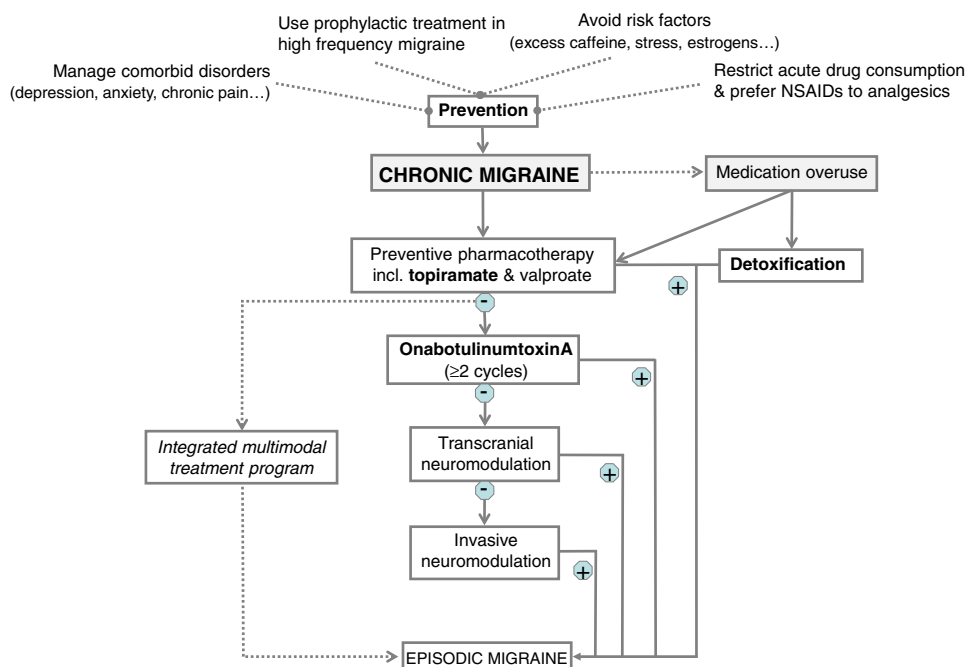 Use prophylactic treatment in
high frequency migraine
Avoid risk factors
(excess caffeine, stress, estrogens…)
Manage comorbid disorders
(depression, anxiety, chronic pain…)
Restrict acute drug consumption
& prefer NSAIDs to analgesics
Prevention
CHRONIC MIGRAINE
Medication overuse
Preventive pharmacotherapy
incl. topiramate & valproate
Detoxification
+
-
OnabotulinumtoxinA
(≥2 cycles)
+
-
Integrated multimodal
treatment program
Transcranial
neuromodulation
+
-
Invasive
neuromodulation
+
EPISODIC MIGRAINE